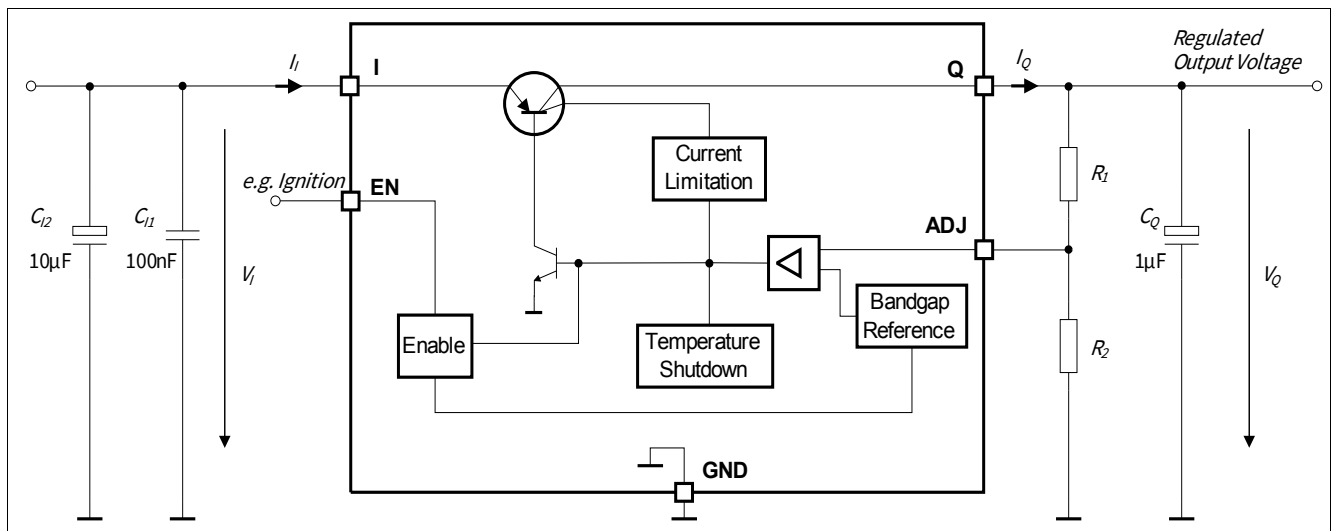 I_I
I
Q
I_Q
Regulated
Output Voltage
Current
Limitation
e.g. Ignition
EN
R_1
C_I2
10µF
C_I1
100nF
V_I
ADJ
C_Q
1µF
V_Q
Bandgap
Reference
Enable
Temperature
Shutdown
R_2
GND